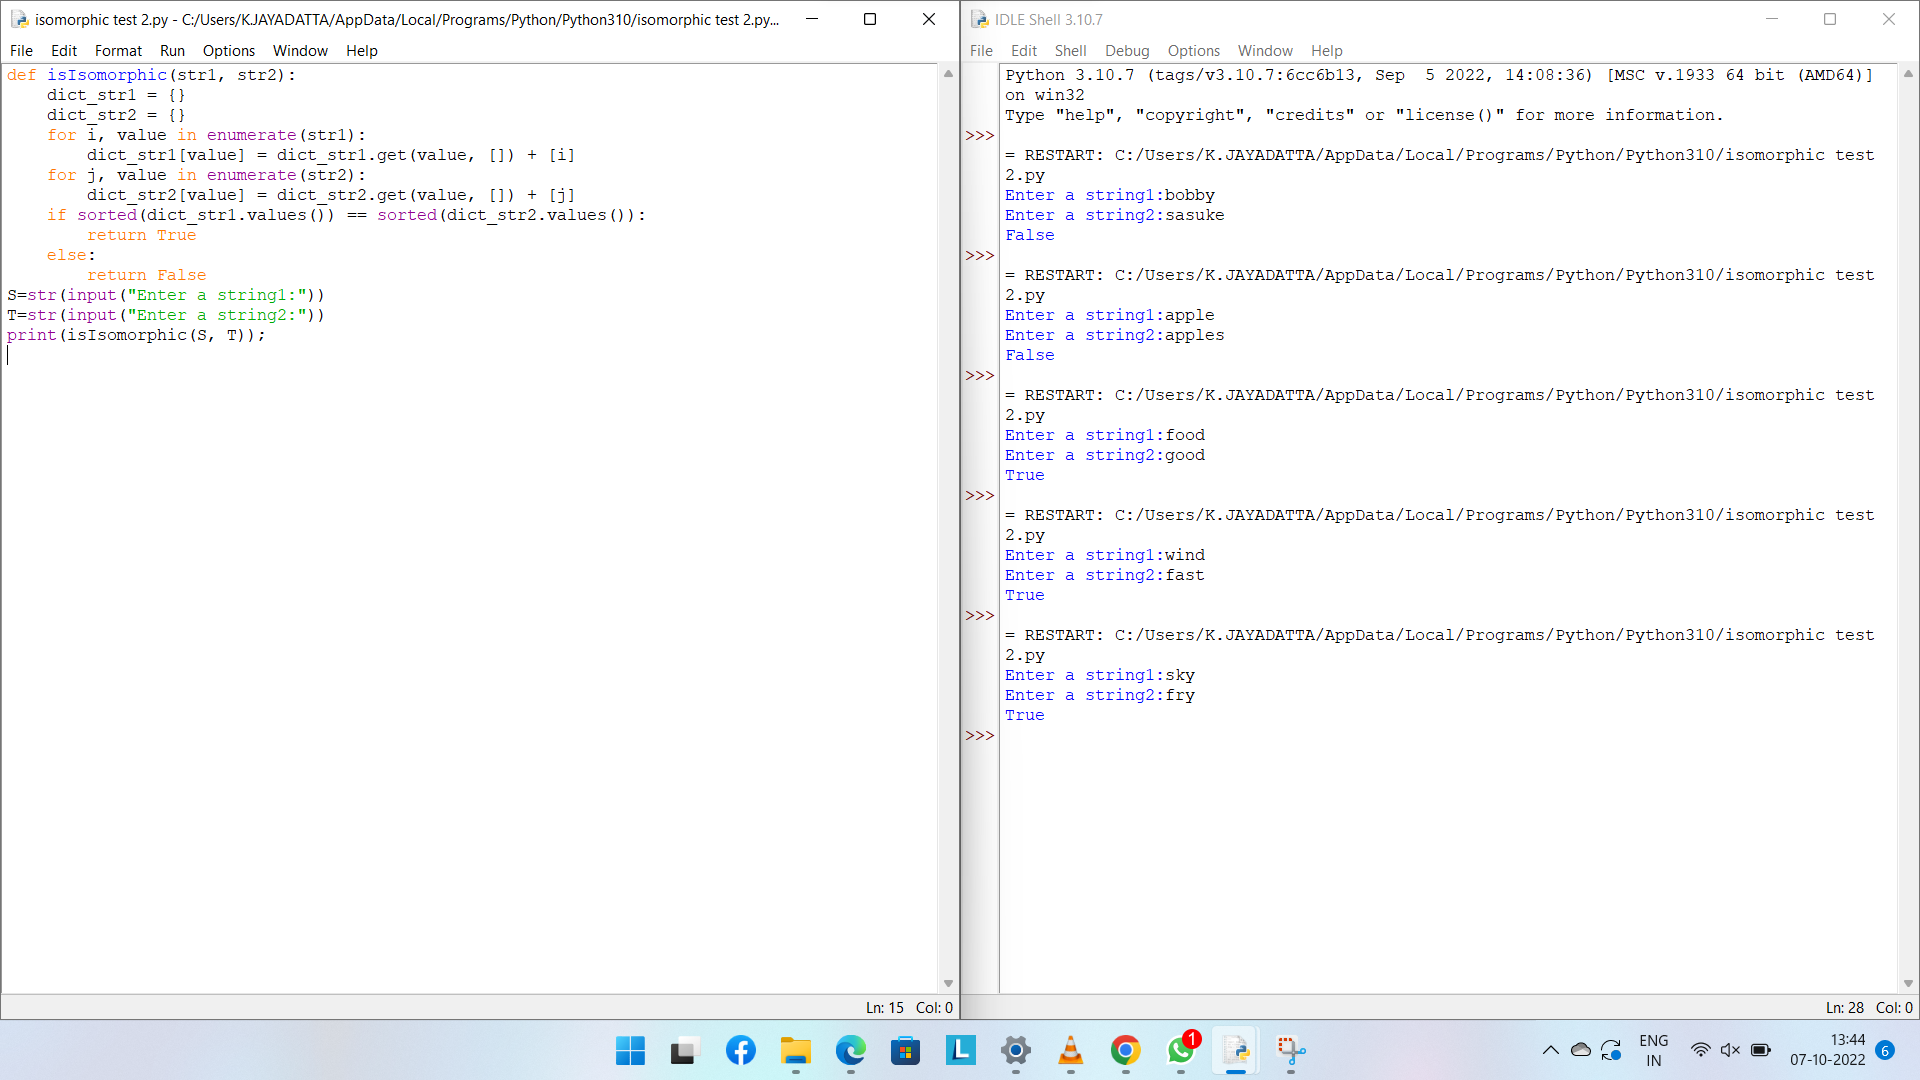 isomorphic test 2.py - C:/Users/K.JAYADATTA/AppData/Local/Programs/Python/Python310/isomorphic test 2.py...
File Edit Format Run Options Window Help
def isIsomorphic(str1, str2):
    dict_str1 = {}
    dict_str2 = {}
    for i, value in enumerate(str1):
        dict_str1[value] = dict_str1.get(value, []) + [i]
    for j, value in enumerate(str2):
        dict_str2[value] = dict_str2.get(value, []) + [j]
    if sorted(dict_str1.values()) == sorted(dict_str2.values()):
        return True
    else:
        return False
S=str(input("Enter a string1:"))
T=str(input("Enter a string2:"))
print(isIsomorphic(S, T));
Ln: 15 Col: 0
IDLE Shell 3.10.7
File Edit Shell Debug Options Window Help
Python 3.10.7 (tags/v3.10.7:6cc6b13, Sep  5 2022, 14:08:36) [MSC v.1933 64 bit (AMD64)]
on win32
Type "help", "copyright", "credits" or "license()" for more information.
>>>
= RESTART: C:/Users/K.JAYADATTA/AppData/Local/Programs/Python/Python310/isomorphic test
2.py
Enter a string1:bobby
Enter a string2:sasuke
False
>>>
= RESTART: C:/Users/K.JAYADATTA/AppData/Local/Programs/Python/Python310/isomorphic test
2.py
Enter a string1:apple
Enter a string2:apples
False
>>>
= RESTART: C:/Users/K.JAYADATTA/AppData/Local/Programs/Python/Python310/isomorphic test
2.py
Enter a string1:food
Enter a string2:good
True
>>>
= RESTART: C:/Users/K.JAYADATTA/AppData/Local/Programs/Python/Python310/isomorphic test
2.py
Enter a string1:wind
Enter a string2:fast
True
>>>
= RESTART: C:/Users/K.JAYADATTA/AppData/Local/Programs/Python/Python310/isomorphic test
2.py
Enter a string1:sky
Enter a string2:fry
True
>>>
Ln: 28 Col: 0
L
1
ENG
IN
13:44
07-10-2022
6